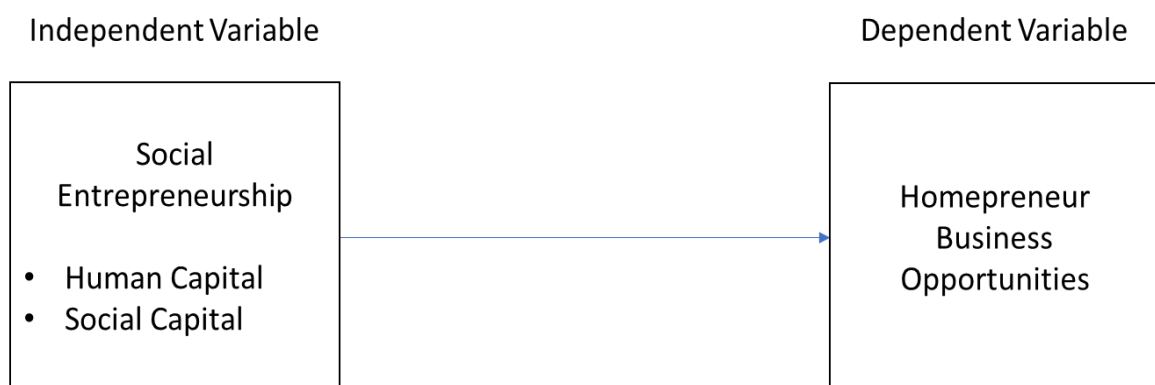 Independent Variable
Dependent Variable
Social
Entrepreneurship
• Human Capital
• Social Capital
Homepreneur
Business
Opportunities